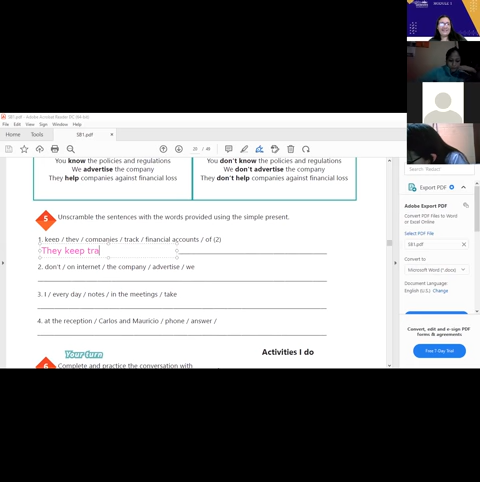 MODULE 5
SB1.pdf - Adobe Acrobat Reader DC (64-bit)
File Edit View Sign Window Help
Home Tools SB1.pdf ×
20 / 49
You know the policies and regulations
We advertise the company
They help companies against financial loss
You don't know the policies and regulations
We don't advertise the company
They don't help companies against financial loss
5 Unscramble the sentences with the words provided using the simple present.
1. keep / they / companies / track / financial accounts / of (2)
They keep tra
2. don't / on internet / the company / advertise / we
3. I / every day / notes / in the meetings / take
4. at the reception / Carlos and Mauricio / phone / answer /
Your turn
Activities I do
6 Complete and practice the conversation with
Search 'Redact'
Export PDF
Adobe Export PDF
Convert PDF Files to Word
or Excel Online
Select PDF File
SB1.pdf ×
Convert to
Microsoft Word (*.docx)
Document Language:
English (U.S.) Change
Convert, edit and e-sign PDF
forms & agreements
Free 7-Day Trial